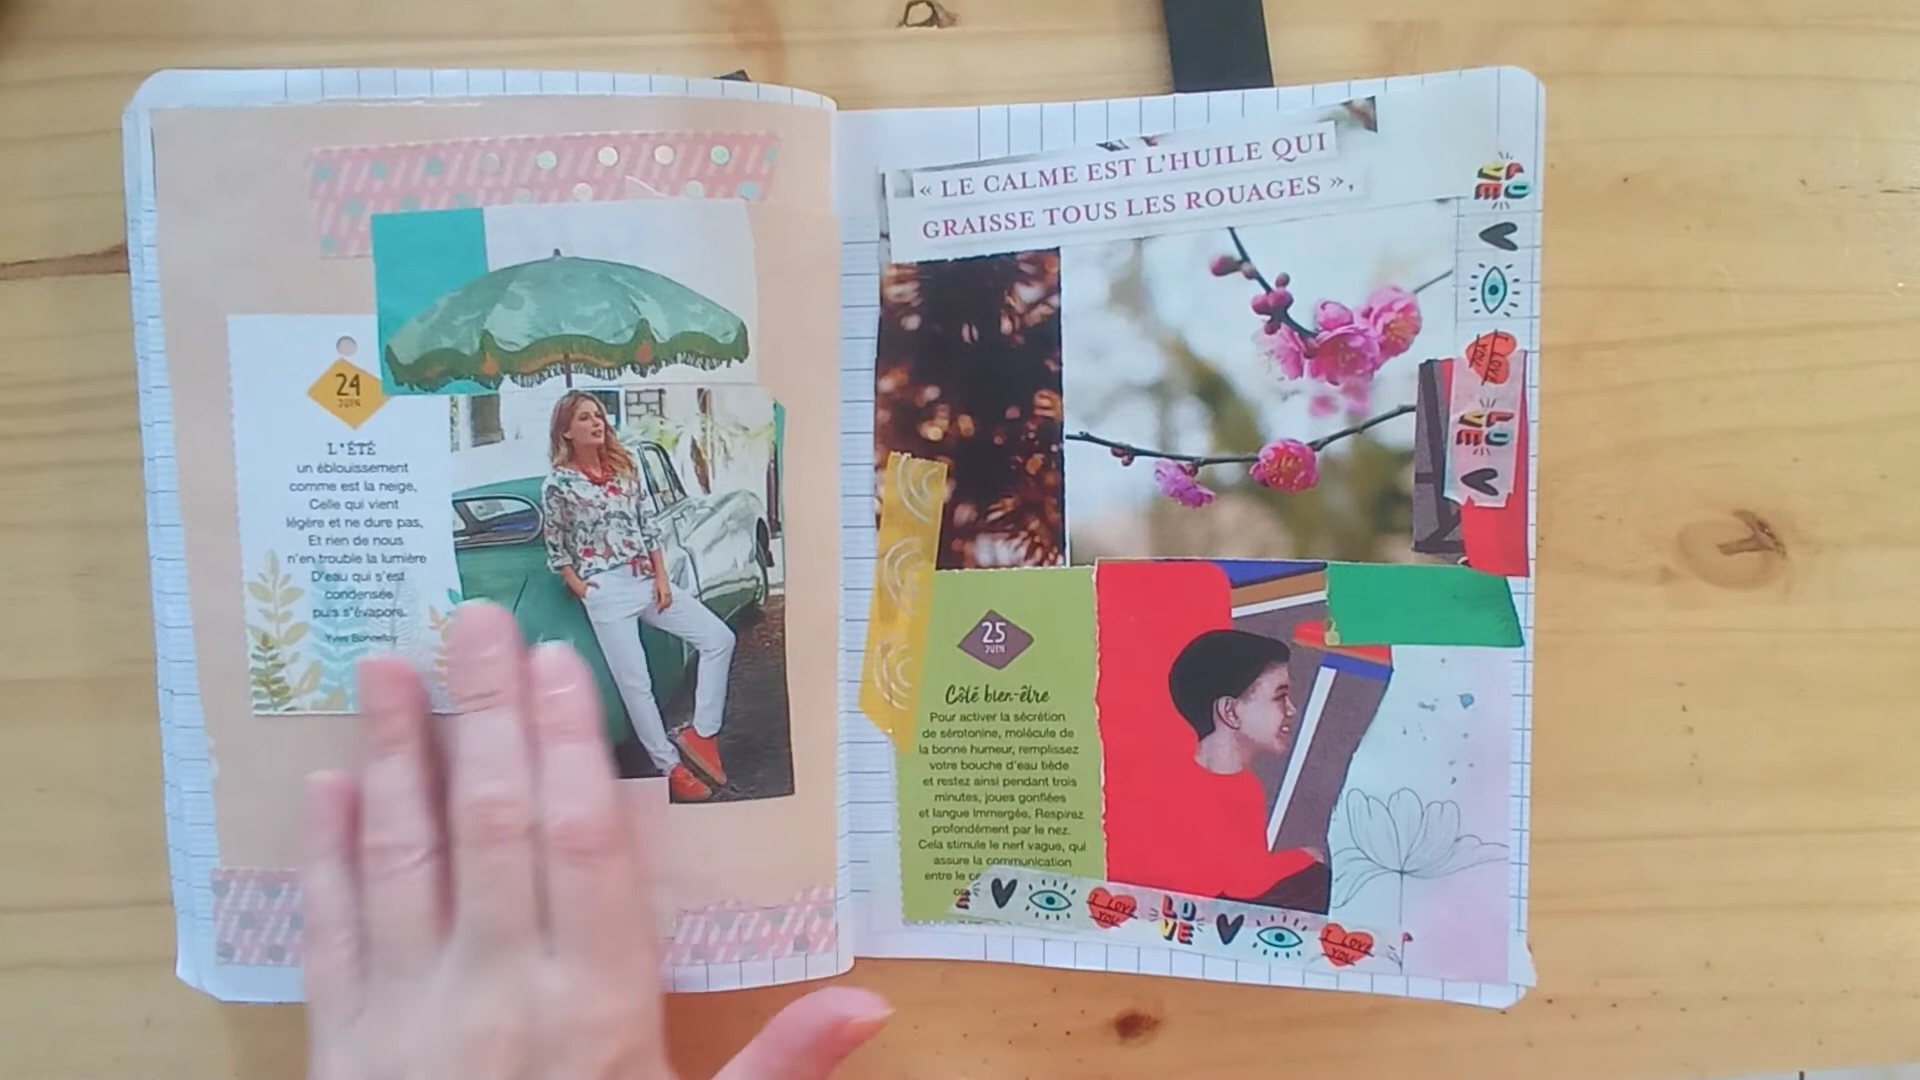 24
JUIN
L'ÉTÉ
un éblouissement
comme est la neige,
Celle qui vient
légère et ne dure pas,
Et rien de nous
n'en trouble la lumière
D'eau qui s'est
condensée
puis s'évapore.
Yves Bonnefoy
« LE CALME EST L'HUILE QUI
GRAISSE TOUS LES ROUAGES »,
LOVE
I LOVE
YOU
LOVE
25
JUIN
Côté bien-être
Pour activer la sécrétion
de sérotonine, molécule de
la bonne humeur, remplissez
votre bouche d'eau tiède
et restez ainsi pendant trois
minutes, joues gonflées
et langue immergée. Respirez
profondément par le nez.
Cela stimule le nerf vague, qui
assure la communication
entre le
I LOVE
YOU
LO
VE
I LOVE
YOU